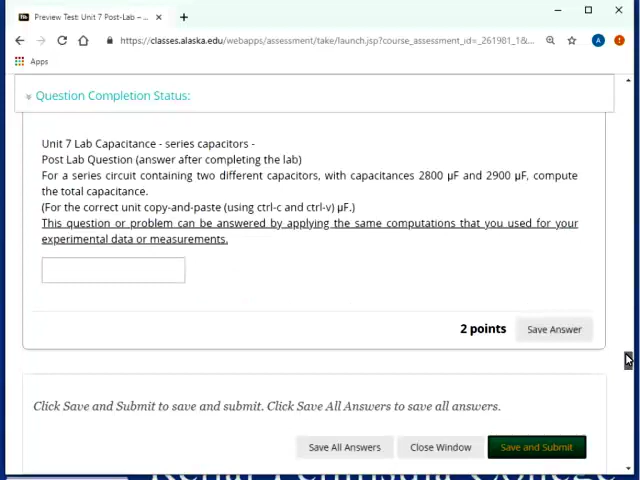 Preview Test: Unit 7 Post-Lab – ...
https://classes.alaska.edu/webapps/assessment/take/launch.jsp?course_assessment_id=_261981_1&...
A
Apps
Question Completion Status:
Unit 7 Lab Capacitance - series capacitors -
Post Lab Question (answer after completing the lab)
For a series circuit containing two different capacitors, with capacitances 2800 µF and 2900 µF, compute
the total capacitance.
(For the correct unit copy-and-paste (using ctrl-c and ctrl-v) µF.)
This question or problem can be answered by applying the same computations that you used for your
experimental data or measurements.
2 points
Save Answer
Click Save and Submit to save and submit. Click Save All Answers to save all answers.
Save All Answers
Close Window
Save and Submit
Kenai Peninsula College